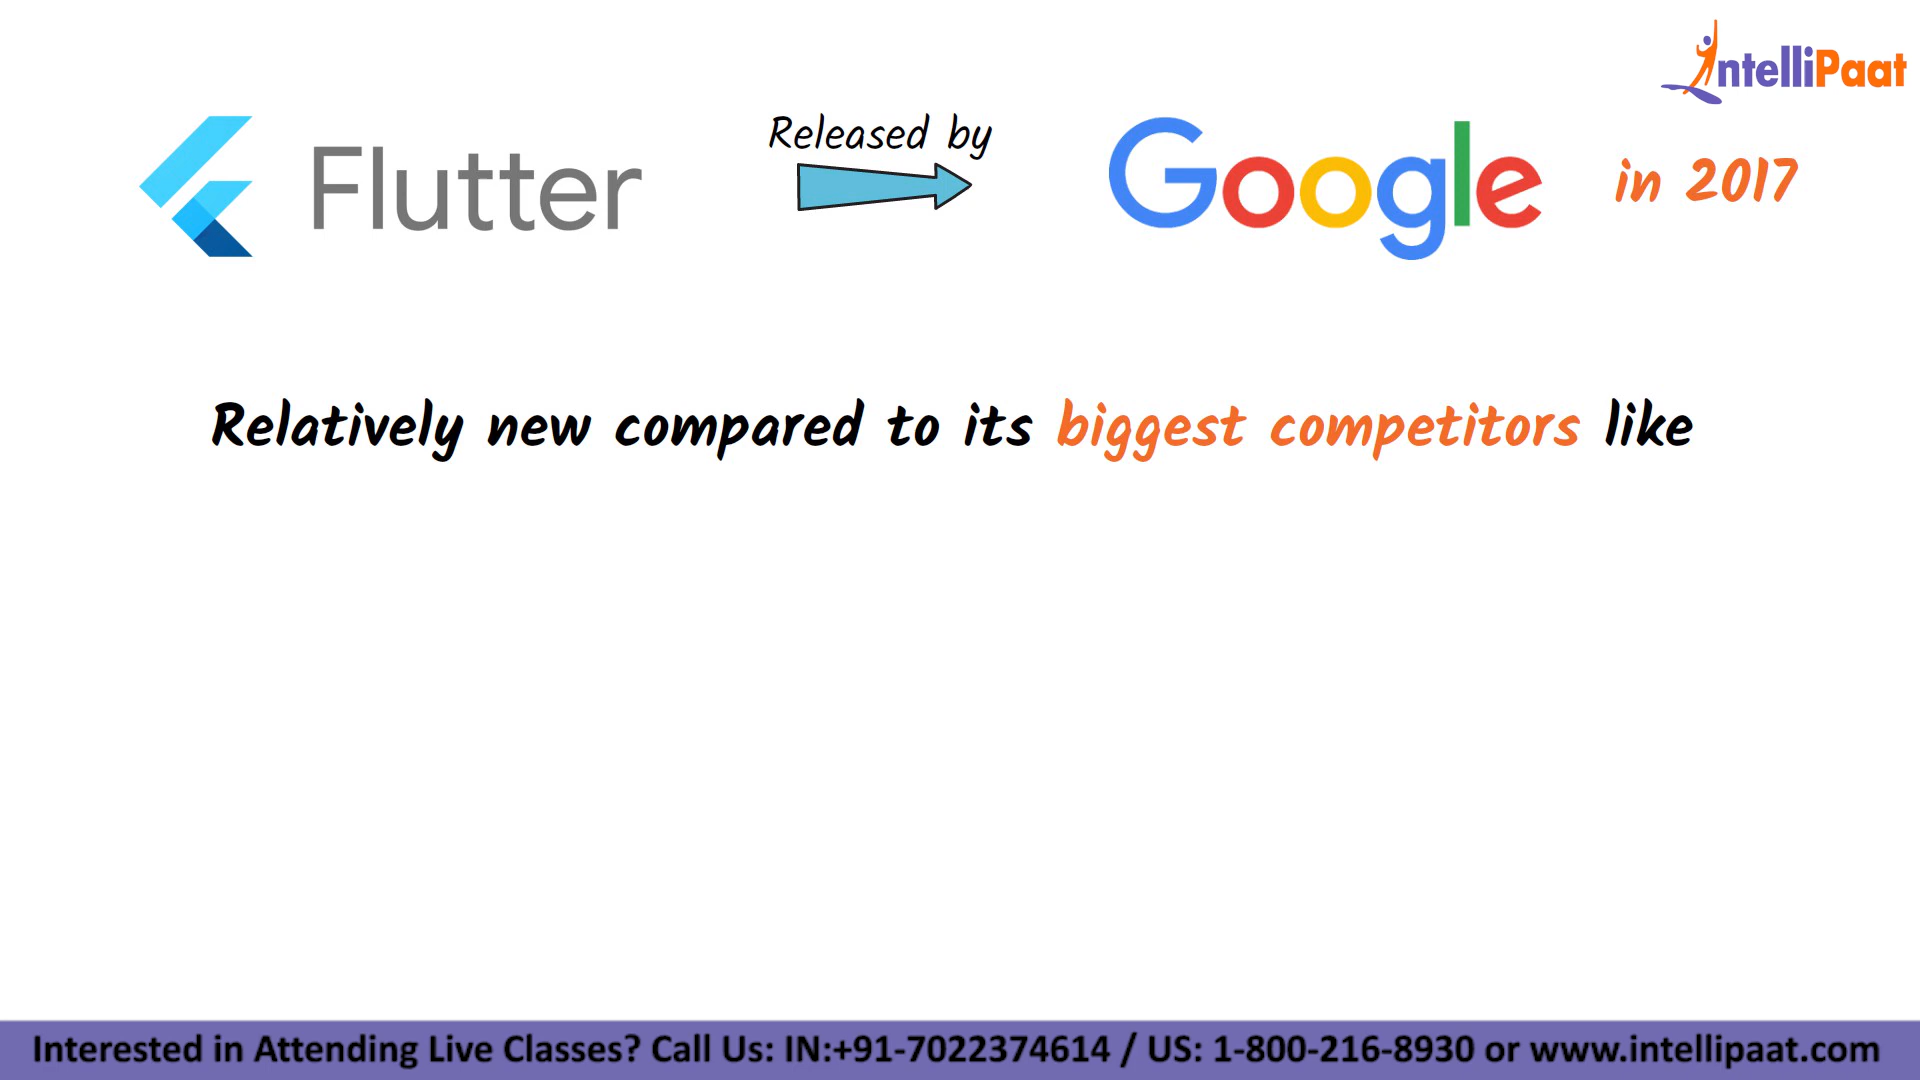 IntelliPaat
Flutter
Released by
Google
in 2017
Relatively new compared to its biggest competitors like
Interested in Attending Live Classes? Call Us: IN:+91-7022374614 / US: 1-800-216-8930 or www.intellipaat.com